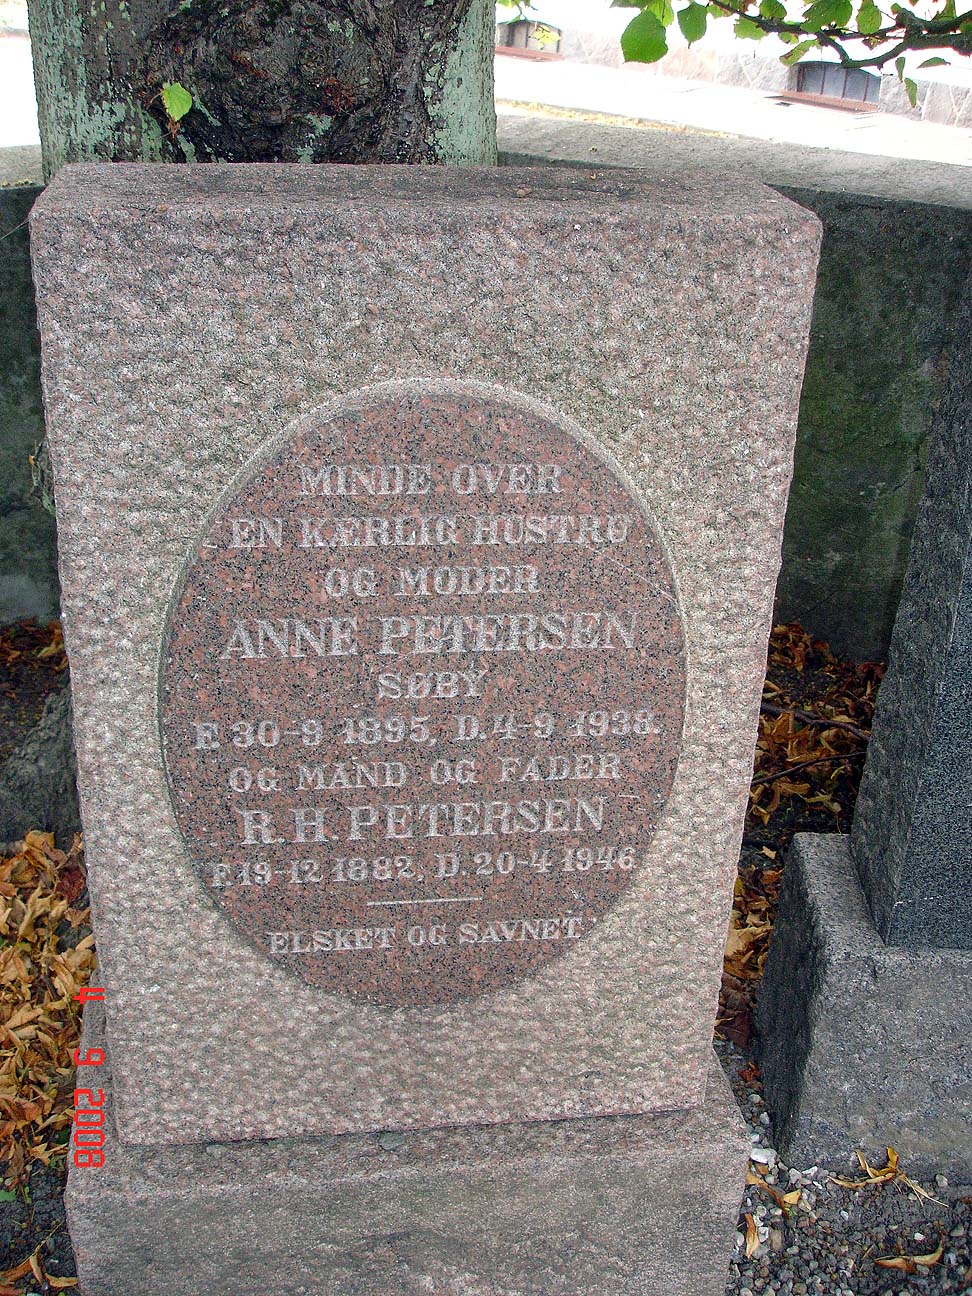 MINDE OVER
EN KÆRLIG HUSTRU
OG MODER
ANNE PETERSEN
SØBY
F. 30-9 1895, D. 4-9 1938.
OG MAND OG FADER
R. H. PETERSEN
F. 19-12 1882, D. 20-4 1946
ELSKET OG SAVNET
4 9 2008